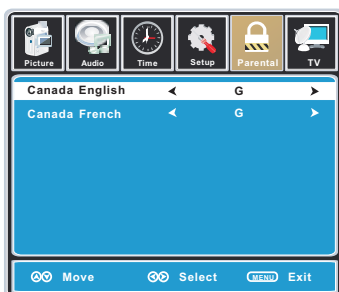 Picture Audio Time Setup Parental TV
Canada English G
Canada French G
Move Select MENU Exit